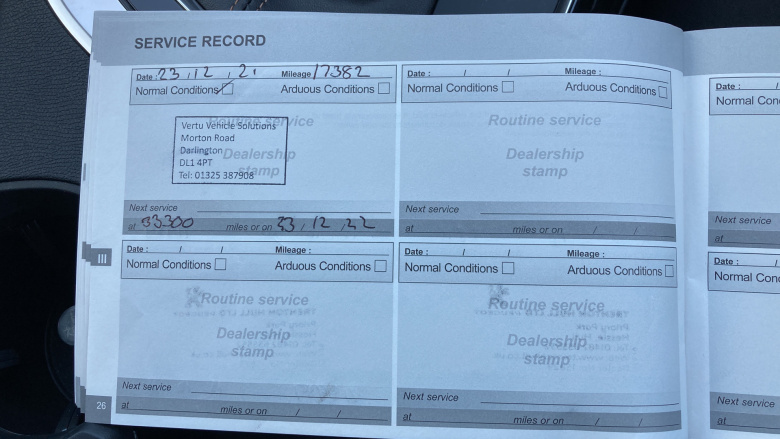 SERVICE RECORD
Date : 23 / 12 / 21 Mileage 17382
Normal Conditions Arduous Conditions
Routine service
Vertu Vehicle Solutions
Morton Road
Darlington
DL1 4PT
Tel: 01325 387908
Dealership
stamp
Next service
at 33300 miles or on 23 / 12 / 22
Date : / / Mileage :
Normal Conditions Arduous Conditions
Routine service
Dealership
stamp
Next service
at miles or on / /
Date : /
Normal Con
Next service
at
III
Date : / / Mileage :
Normal Conditions Arduous Conditions
Routine service
Dealership
stamp
Next service
at miles or on / /
Date : / / Mileage :
Normal Conditions Arduous Conditions
Routine service
Dealership
stamp
Next service
at miles or on / /
Date : /
Normal Con
Next service
at
26